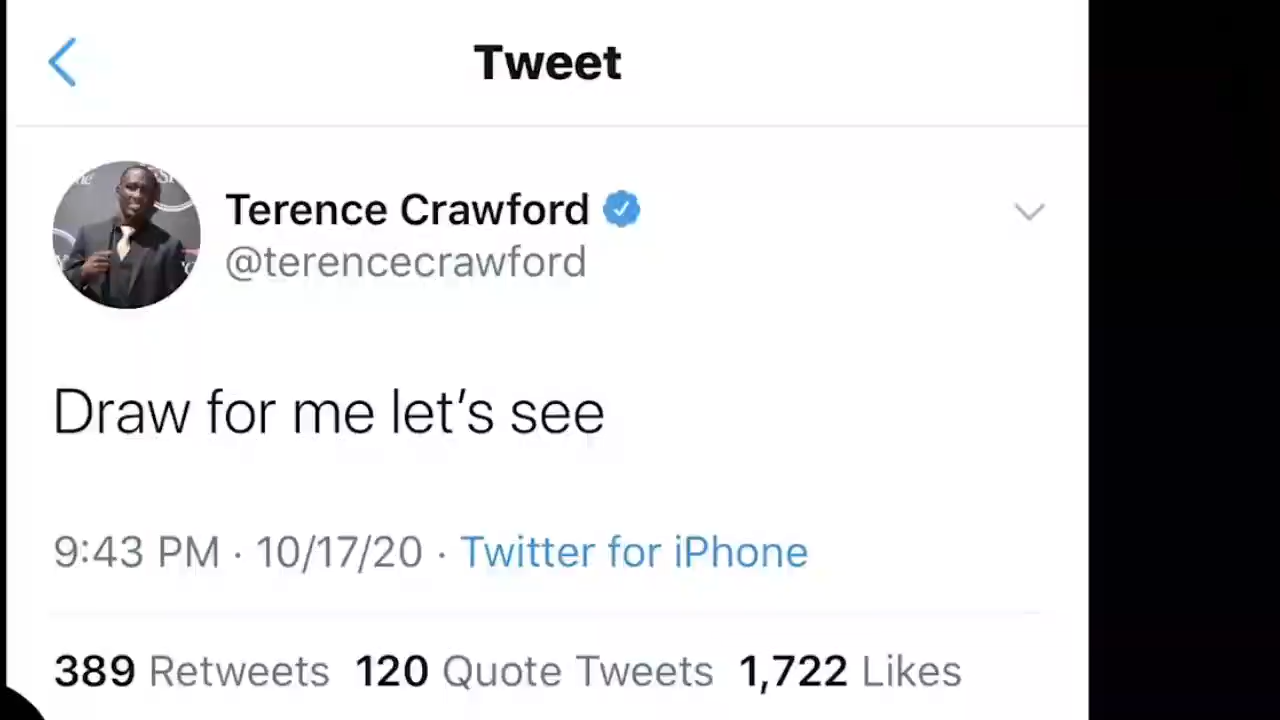 Tweet
Terence Crawford
@terencecrawford
Draw for me let’s see
9:43 PM · 10/17/20 · Twitter for iPhone
389 Retweets 120 Quote Tweets 1,722 Likes